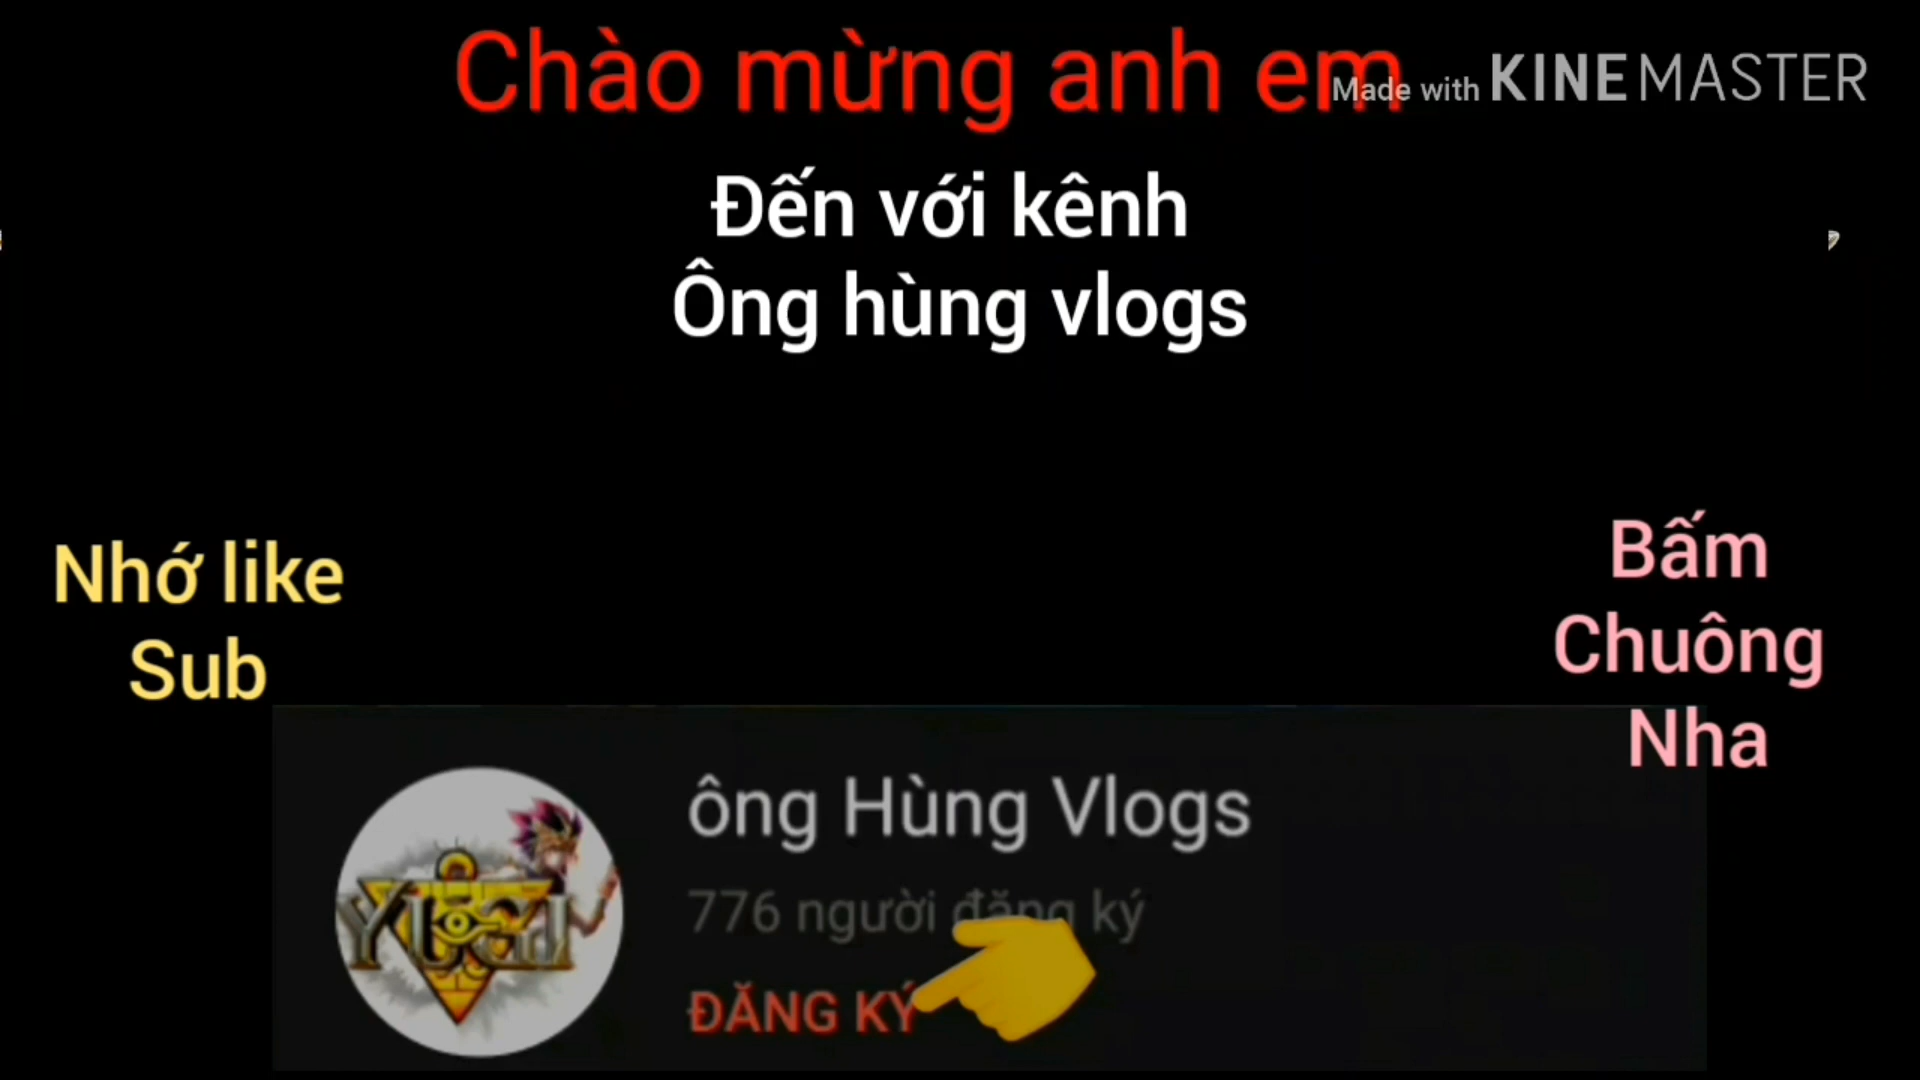 Chào mừng anh em
Made with KINEMASTER
Đến với kênh
Ông hùng vlogs
Nhớ like
Sub
Bấm
Chuông
Nha
ông Hùng Vlogs
776 người đăng ký
ĐĂNG KÝ
YUGI